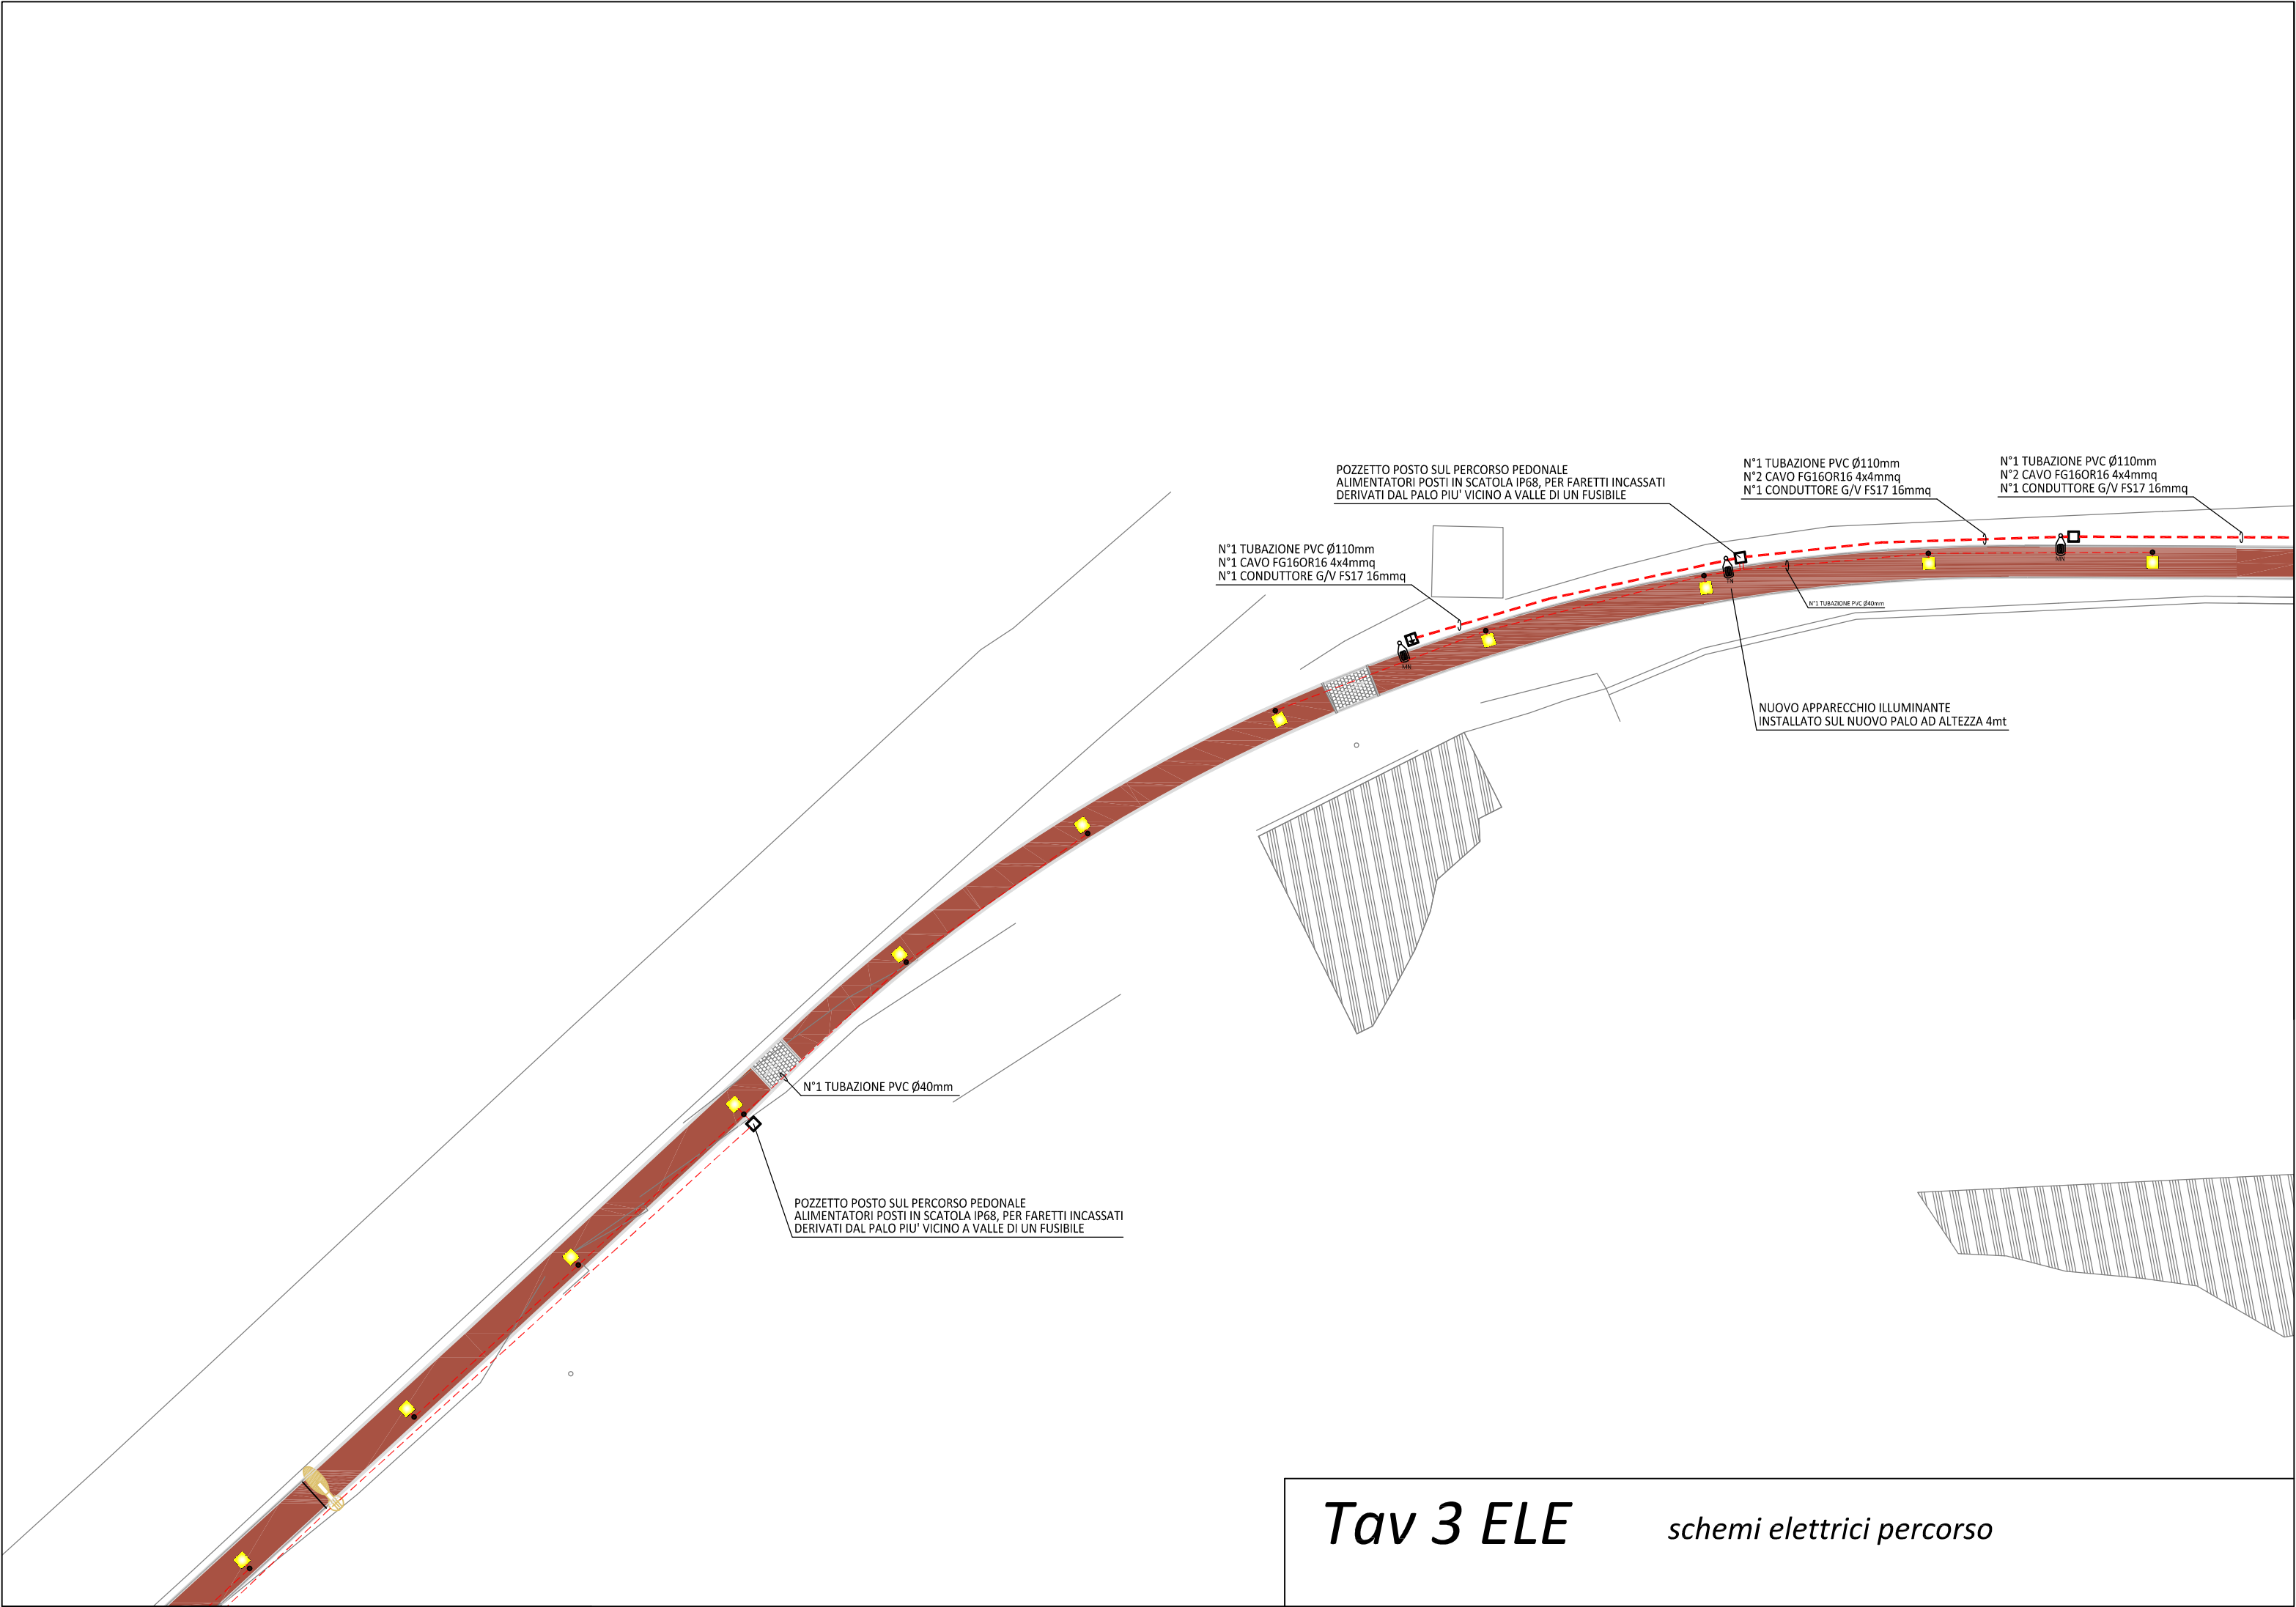 POZZETTO POSTO SUL PERCORSO PEDONALE
ALIMENTATORI POSTI IN SCATOLA IP68, PER FARETTI INCASSATI
DERIVATI DAL PALO PIU' VICINO A VALLE DI UN FUSIBILE
N°1 TUBAZIONE PVC Ø110mm
N°2 CAVO FG16OR16 4x4mmq
N°1 CONDUTTORE G/V FS17 16mmq
N°1 TUBAZIONE PVC Ø110mm
N°2 CAVO FG16OR16 4x4mmq
N°1 CONDUTTORE G/V FS17 16mmq
N°1 TUBAZIONE PVC Ø110mm
N°1 CAVO FG16OR16 4x4mmq
N°1 CONDUTTORE G/V FS17 16mmq
N°1 TUBAZIONE PVC Ø40mm
NUOVO APPARECCHIO ILLUMINANTE
INSTALLATO SUL NUOVO PALO AD ALTEZZA 4mt
N°1 TUBAZIONE PVC Ø40mm
POZZETTO POSTO SUL PERCORSO PEDONALE
ALIMENTATORI POSTI IN SCATOLA IP68, PER FARETTI INCASSATI
DERIVATI DAL PALO PIU' VICINO A VALLE DI UN FUSIBILE
Tav 3 ELE
schemi elettrici percorso